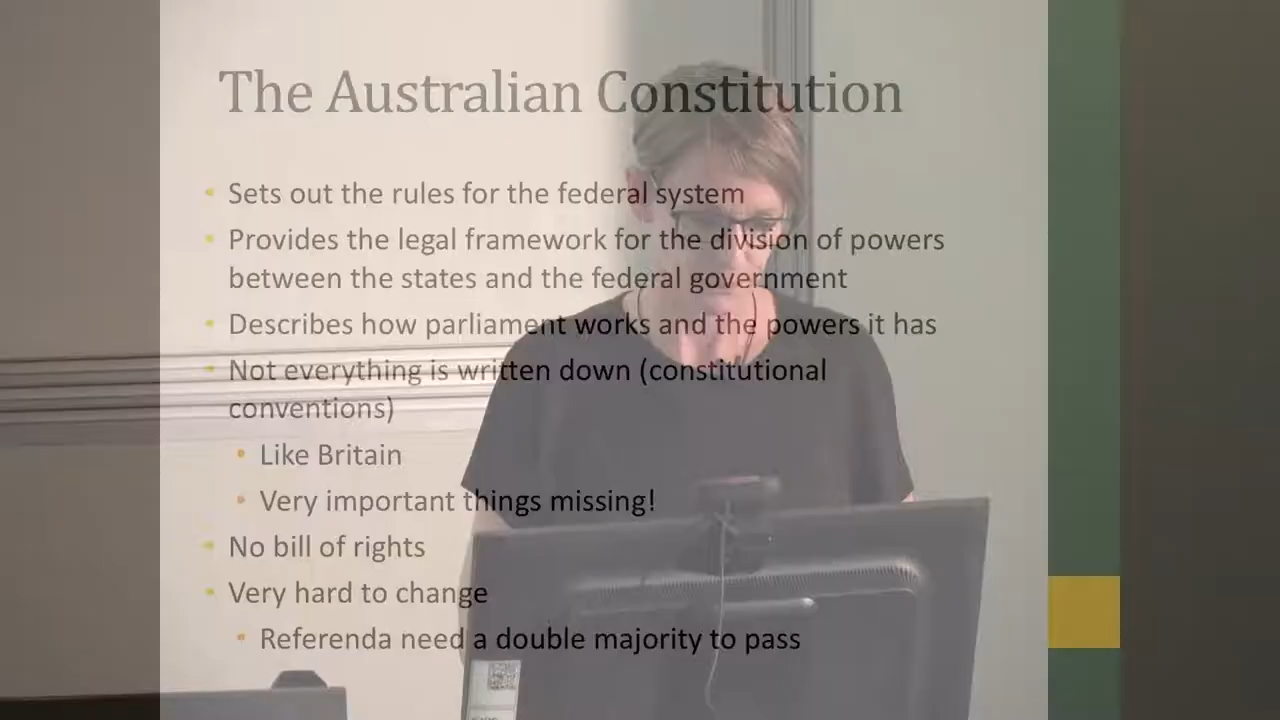 The Australian Constitution
• Sets out the rules for the federal system
• Provides the legal framework for the division of powers
between the states and the federal government
• Describes how parliament works and the powers it has
• Not everything is written down (constitutional
conventions)
• Like Britain
• Very important things missing!
• No bill of rights
• Very hard to change
• Referenda need a double majority to pass